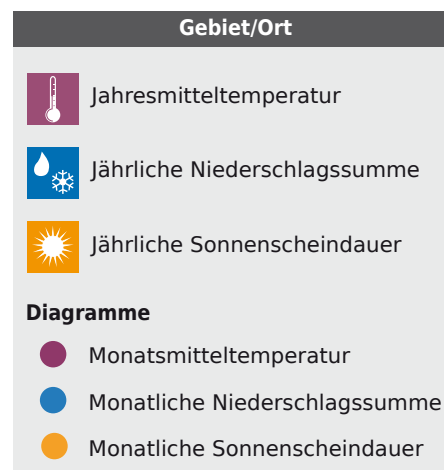 Gebiet/Ort
Jahresmitteltemperatur
Jährliche Niederschlagssumme
Jährliche Sonnenscheindauer
Diagramme
Monatsmitteltemperatur
Monatliche Niederschlagssumme
Monatliche Sonnenscheindauer